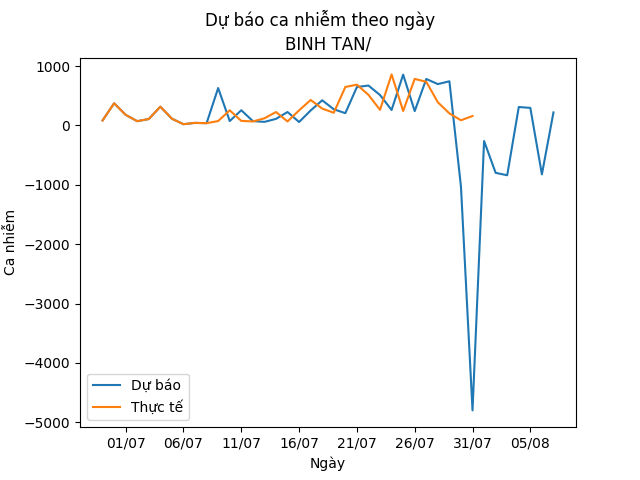 Dự báo ca nhiễm theo ngày
BINH TAN/
Ca nhiễm
1000
0
−1000
−2000
−3000
−4000
−5000
Dự báo
Thực tế
01/07
06/07
11/07
16/07
21/07
26/07
31/07
05/08
Ngày